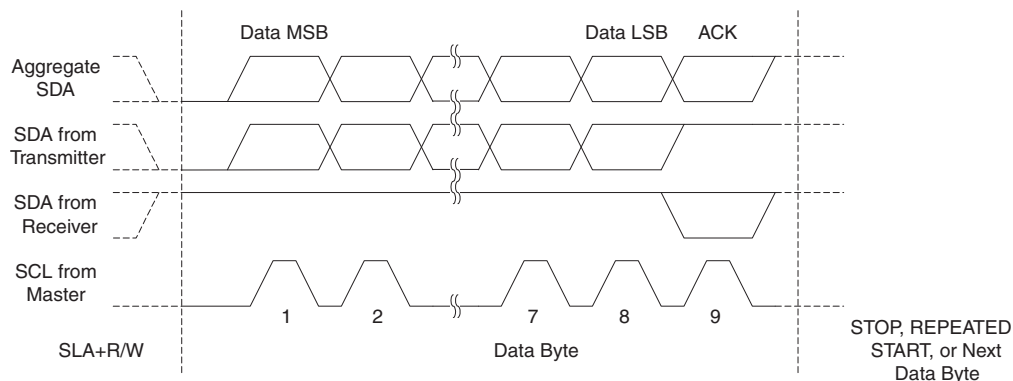 Data MSB
Data LSB
ACK
Aggregate
SDA
SDA from
Transmitter
SDA from
Receiver
SCL from
Master
1
2
7
8
9
SLA+R/W
Data Byte
STOP, REPEATED
START, or Next
Data Byte